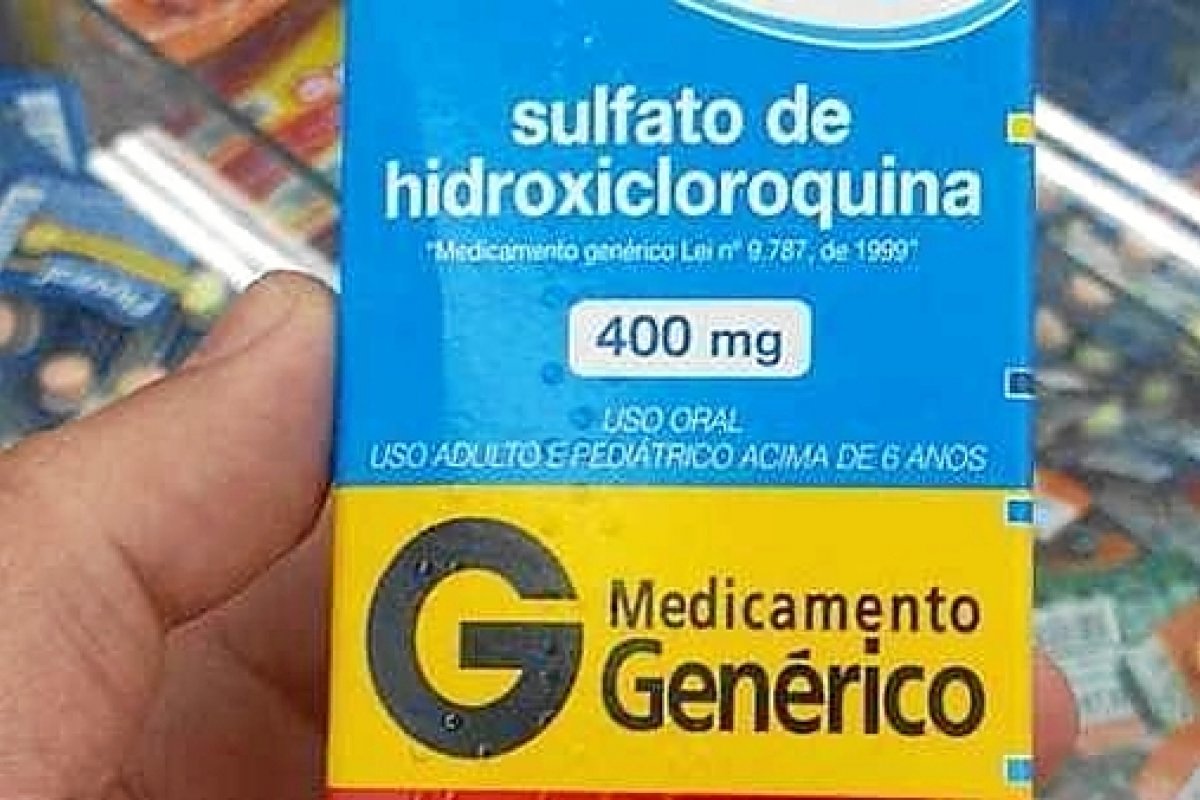 sulfato de
hidroxicloroquina
"Medicamento genérico Lei nº 9.787, de 1999"
400 mg
USO ORAL
USO ADULTO E PEDIÁTRICO ACIMA DE 6 ANOS
G
Medicamento
Genérico